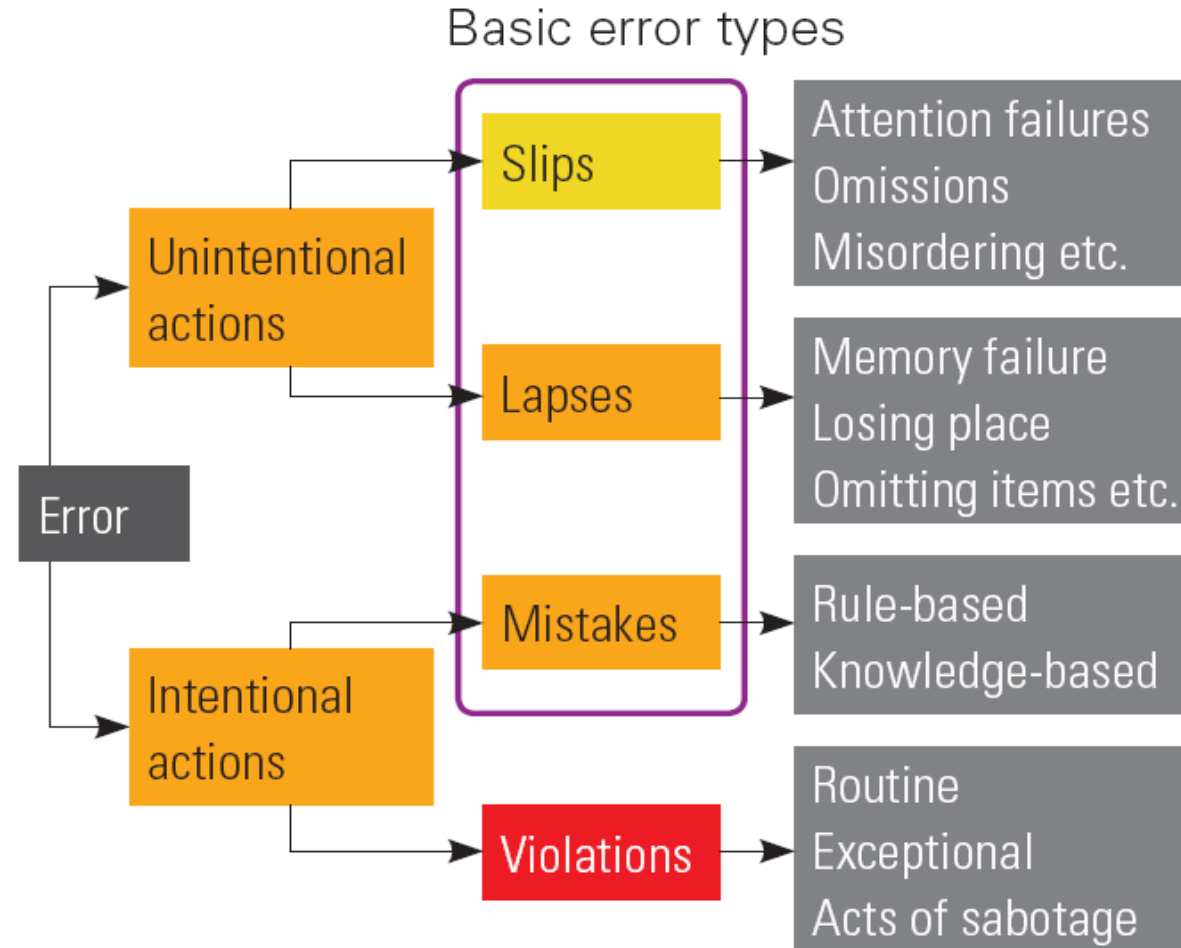 Basic error types
Slips
Attention failures
Omissions
Misordering etc.
Unintentional
actions
Lapses
Memory failure
Losing place
Omitting items etc.
Error
Mistakes
Rule-based
Knowledge-based
Intentional
actions
Violations
Routine
Exceptional
Acts of sabotage